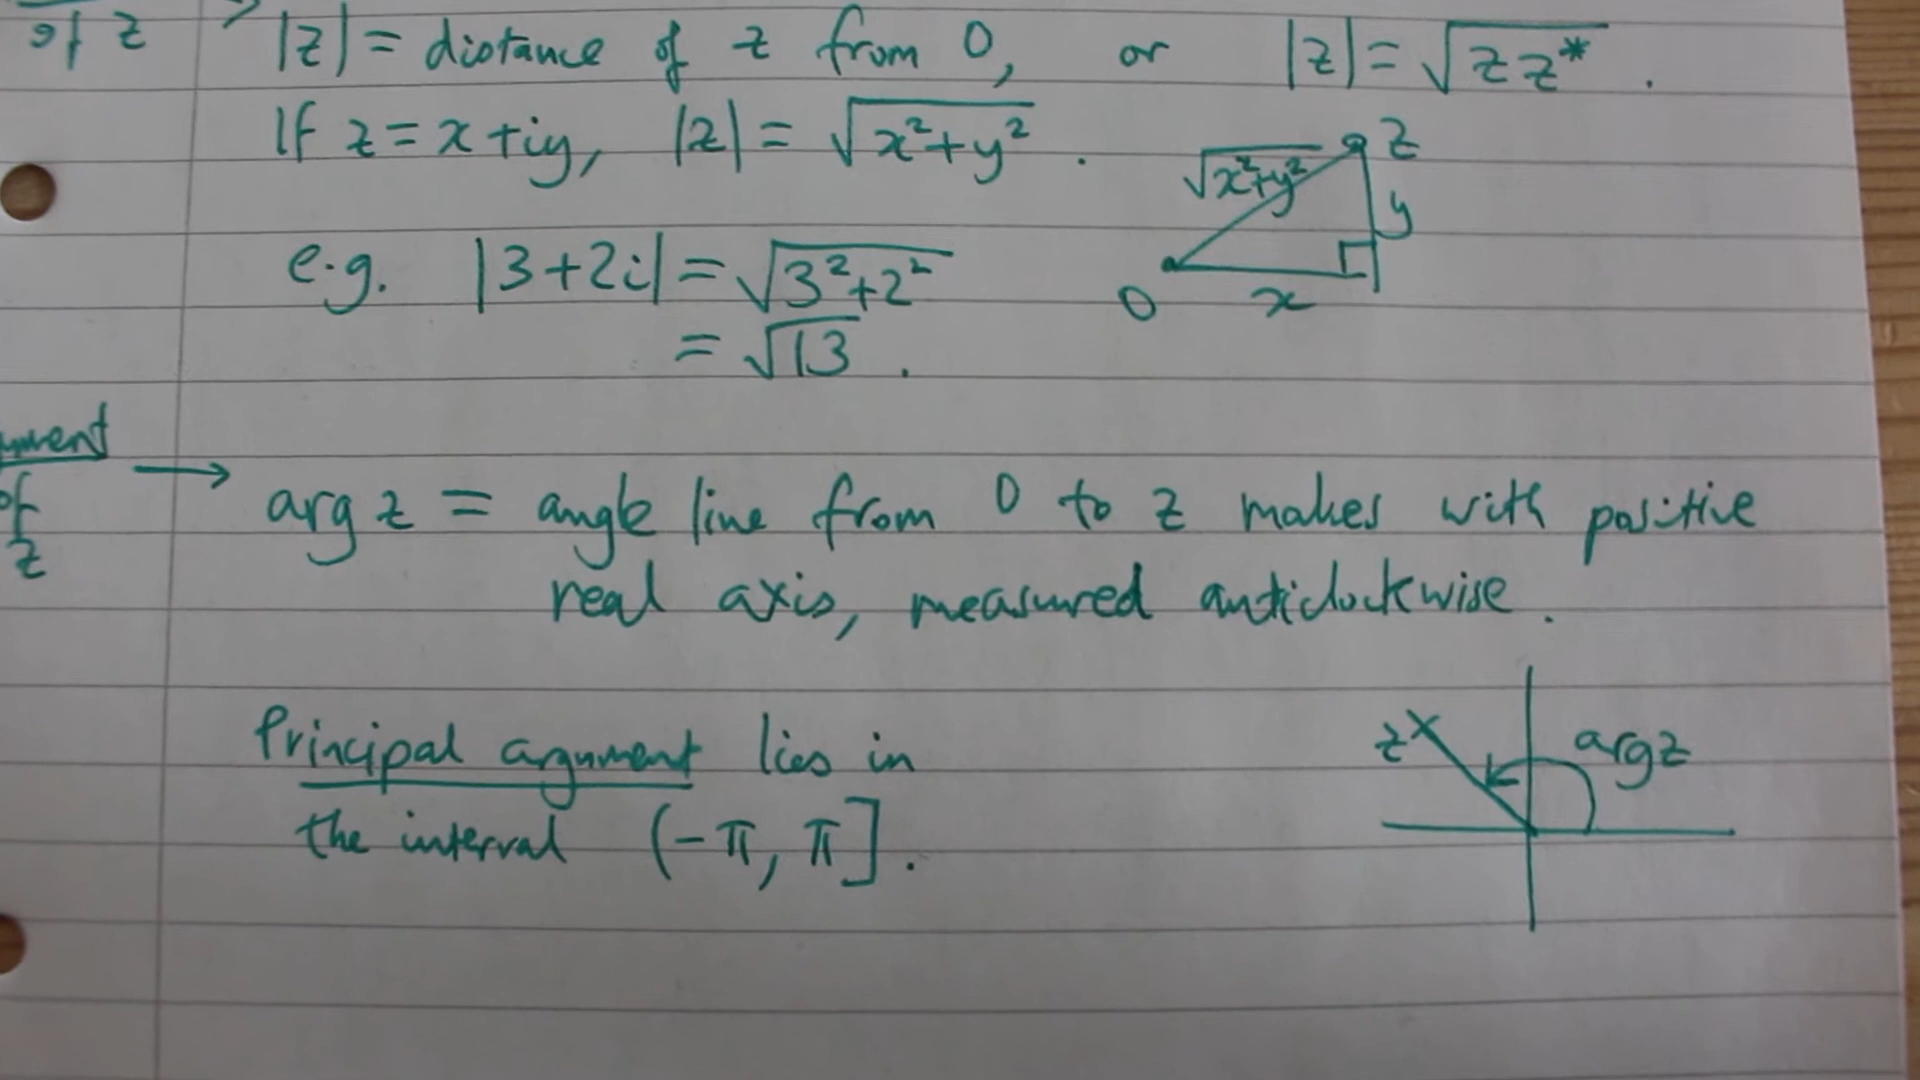 of z → |z| = distance of z from 0, or |z| = √(zz*) .
If z = x + iy, |z| = √(x²+y²) .
√(x²+y²) z
y
0 x
e.g. |3+2i| = √(3²+2²)
= √13 .
of
z
→ arg z = angle line from 0 to z makes with positive
real axis, measured anticlockwise .
Principal argument lies in
the interval (-π, π] .
z arg z